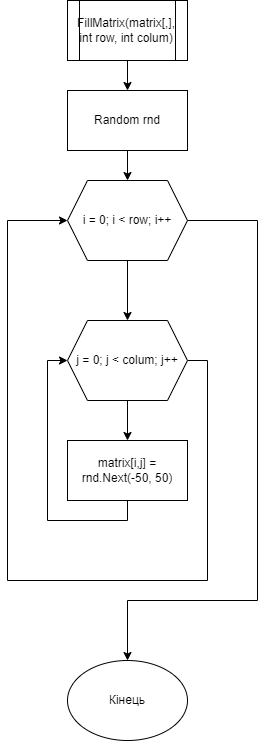 FillMatrix(matrix[,],
int row, int colum)
Random rnd
i = 0; i < row; i++
j = 0; j < colum; j++
matrix[i,j] =
rnd.Next(-50, 50)
Кінець